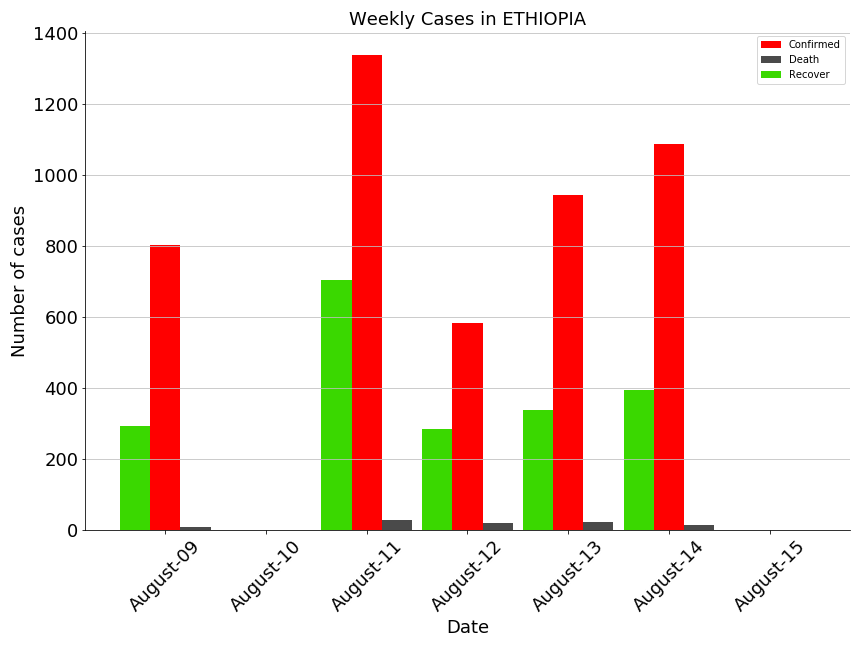 Weekly Cases in ETHIOPIA
Confirmed
Death
Recover
Number of cases
1400
1200
1000
800
600
400
200
0
August-09
August-10
August-11
August-12
August-13
August-14
August-15
Date